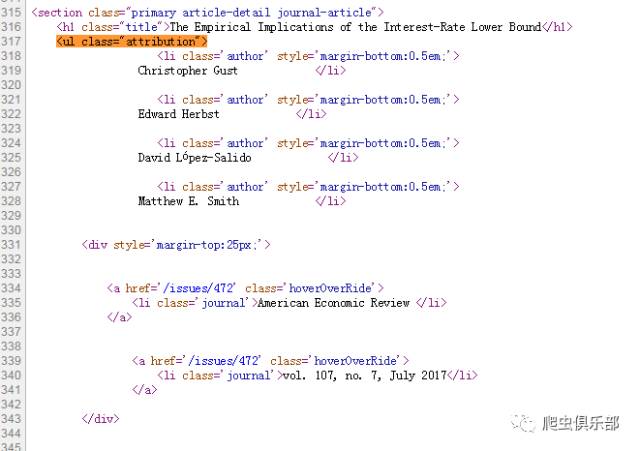 315 <section class="primary article-detail journal-article">
316 <h1 class="title">The Empirical Implications of the Interest-Rate Lower Bound</h1>
317 <ul class="attribution">
318 <li class='author' style='margin-bottom:0.5em;'>
319 Christopher Gust </li>
320
321 <li class='author' style='margin-bottom:0.5em;'>
322 Edward Herbst </li>
323
324 <li class='author' style='margin-bottom:0.5em;'>
325 David López-Salido </li>
326
327 <li class='author' style='margin-bottom:0.5em;'>
328 Matthew E. Smith </li>
329
330
331 <div style='margin-top:25px;'>
332
333
334 <a href='/issues/472' class='hoverOverRide'>
335 <li class='journal'>American Economic Review </li>
336 </a>
337
338
339 <a href='/issues/472' class='hoverOverRide'>
340 <li class='journal'>vol. 107, no. 7, July 2017</li>
341 </a>
342
343 </div>
344
345
爬虫俱乐部